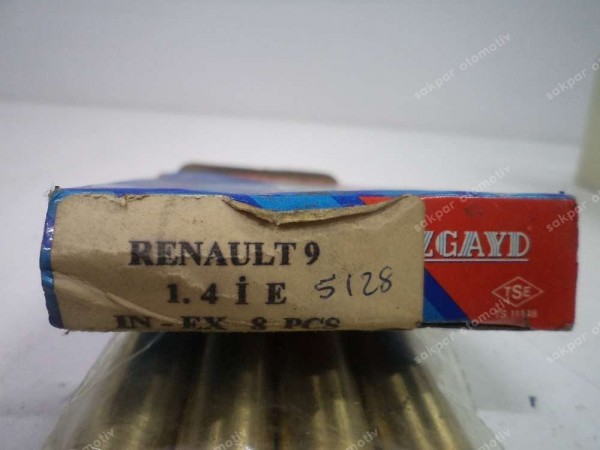 RENAULT 9
1.4 İ E 5128
IN - EX 8 PCS
ZGAYD
TSE
sakpar otomotiv